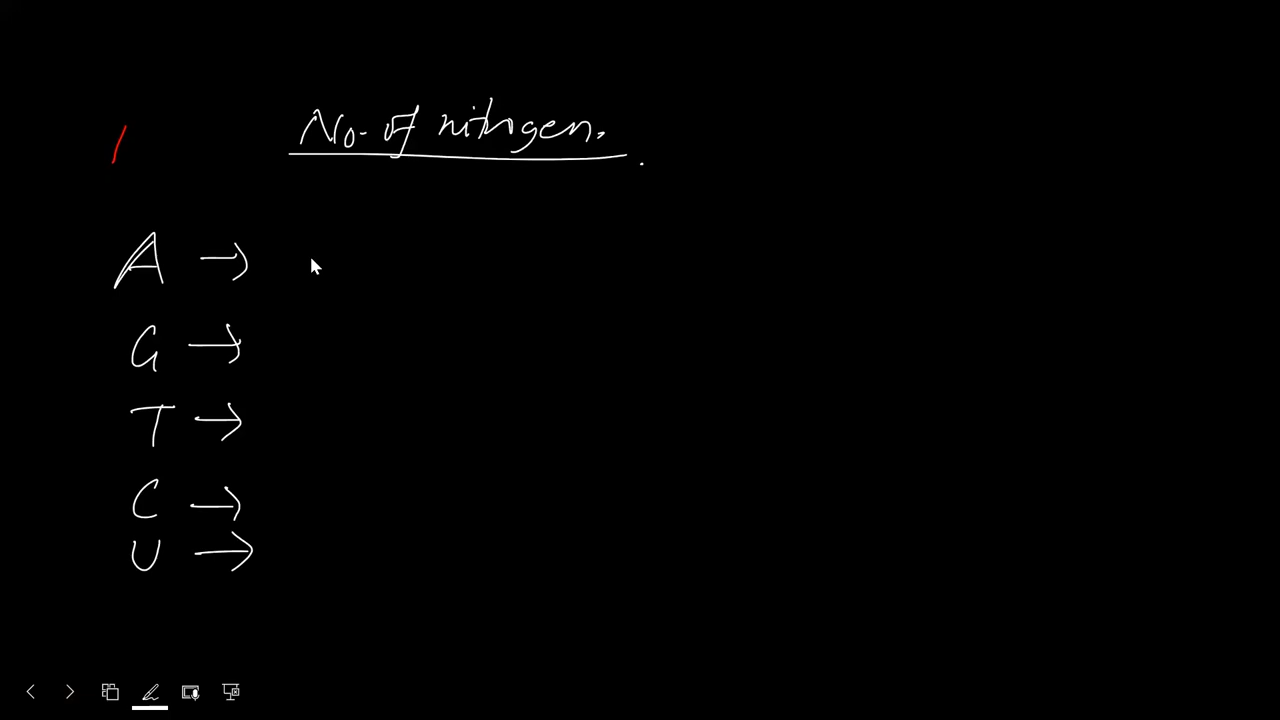 No. of nitrogen.
A →
G →
T →
C →
U →